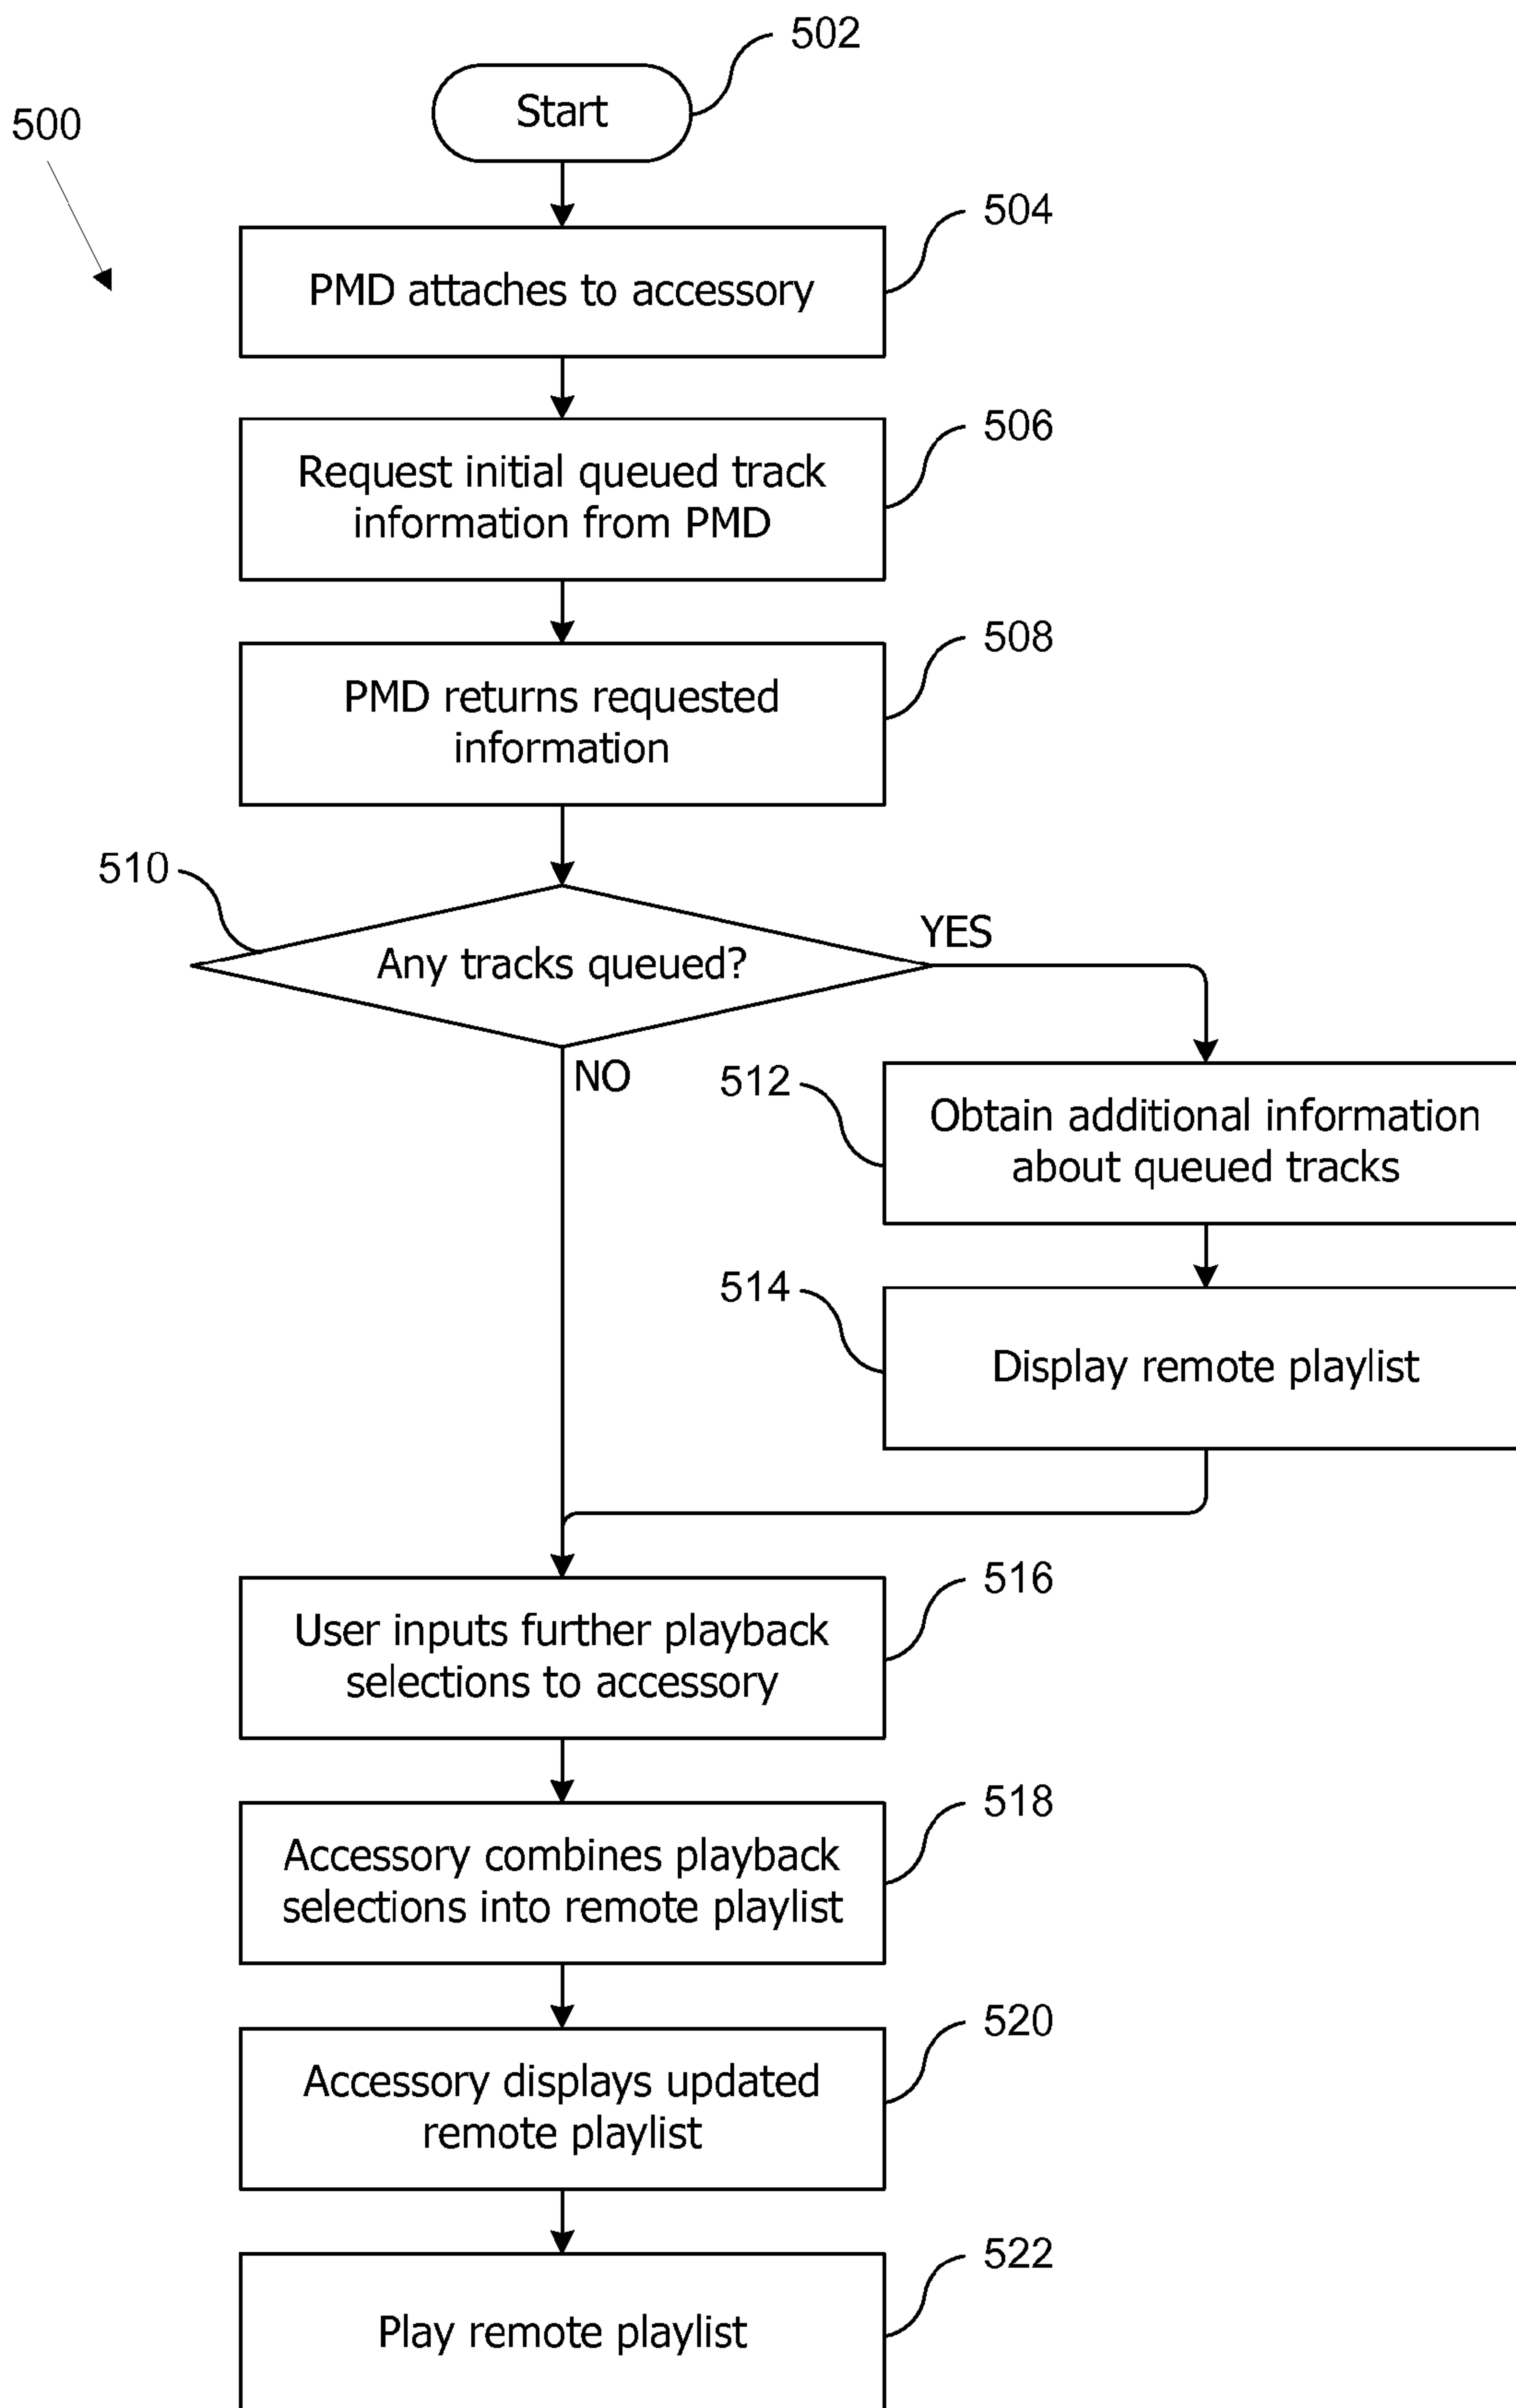 502
Start
500
504
PMD attaches to accessory
506
Request initial queued track
information from PMD
508
PMD returns requested
information
510
YES
Any tracks queued?
NO
512
Obtain additional information
about queued tracks
514
Display remote playlist
516
User inputs further playback
selections to accessory
518
Accessory combines playback
selections into remote playlist
520
Accessory displays updated
remote playlist
522
Play remote playlist